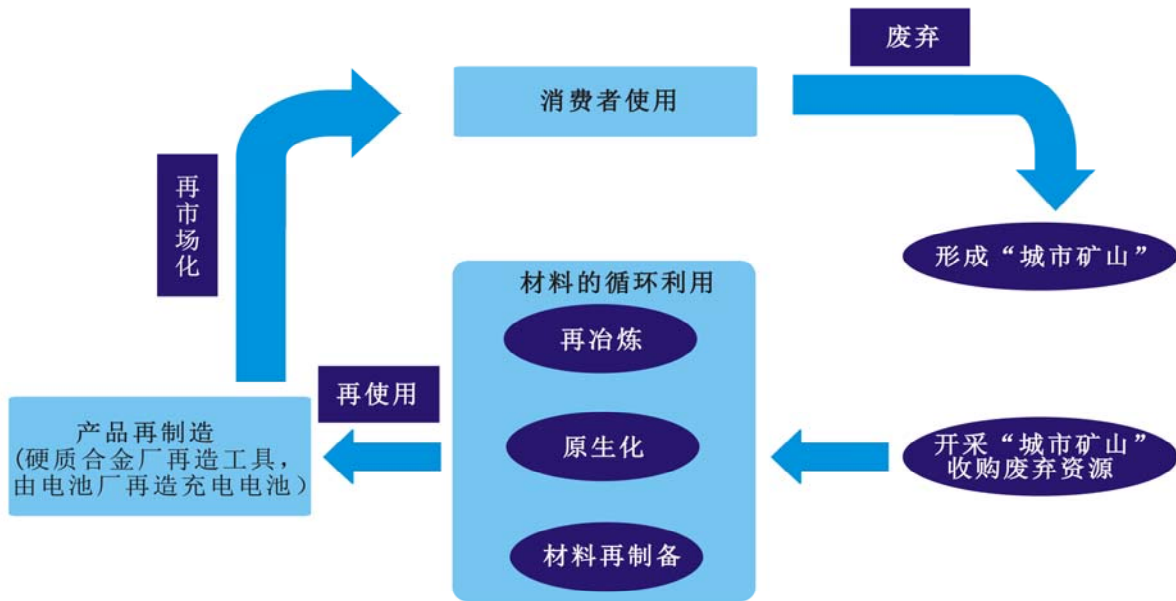 废弃
消费者使用
再市场化
形成“城市矿山”
材料的循环利用
再冶炼
再使用
产品再制造
(硬质合金厂再造工具，
由电池厂再造充电电池）
原生化
开采“城市矿山”
收购废弃资源
材料再制备